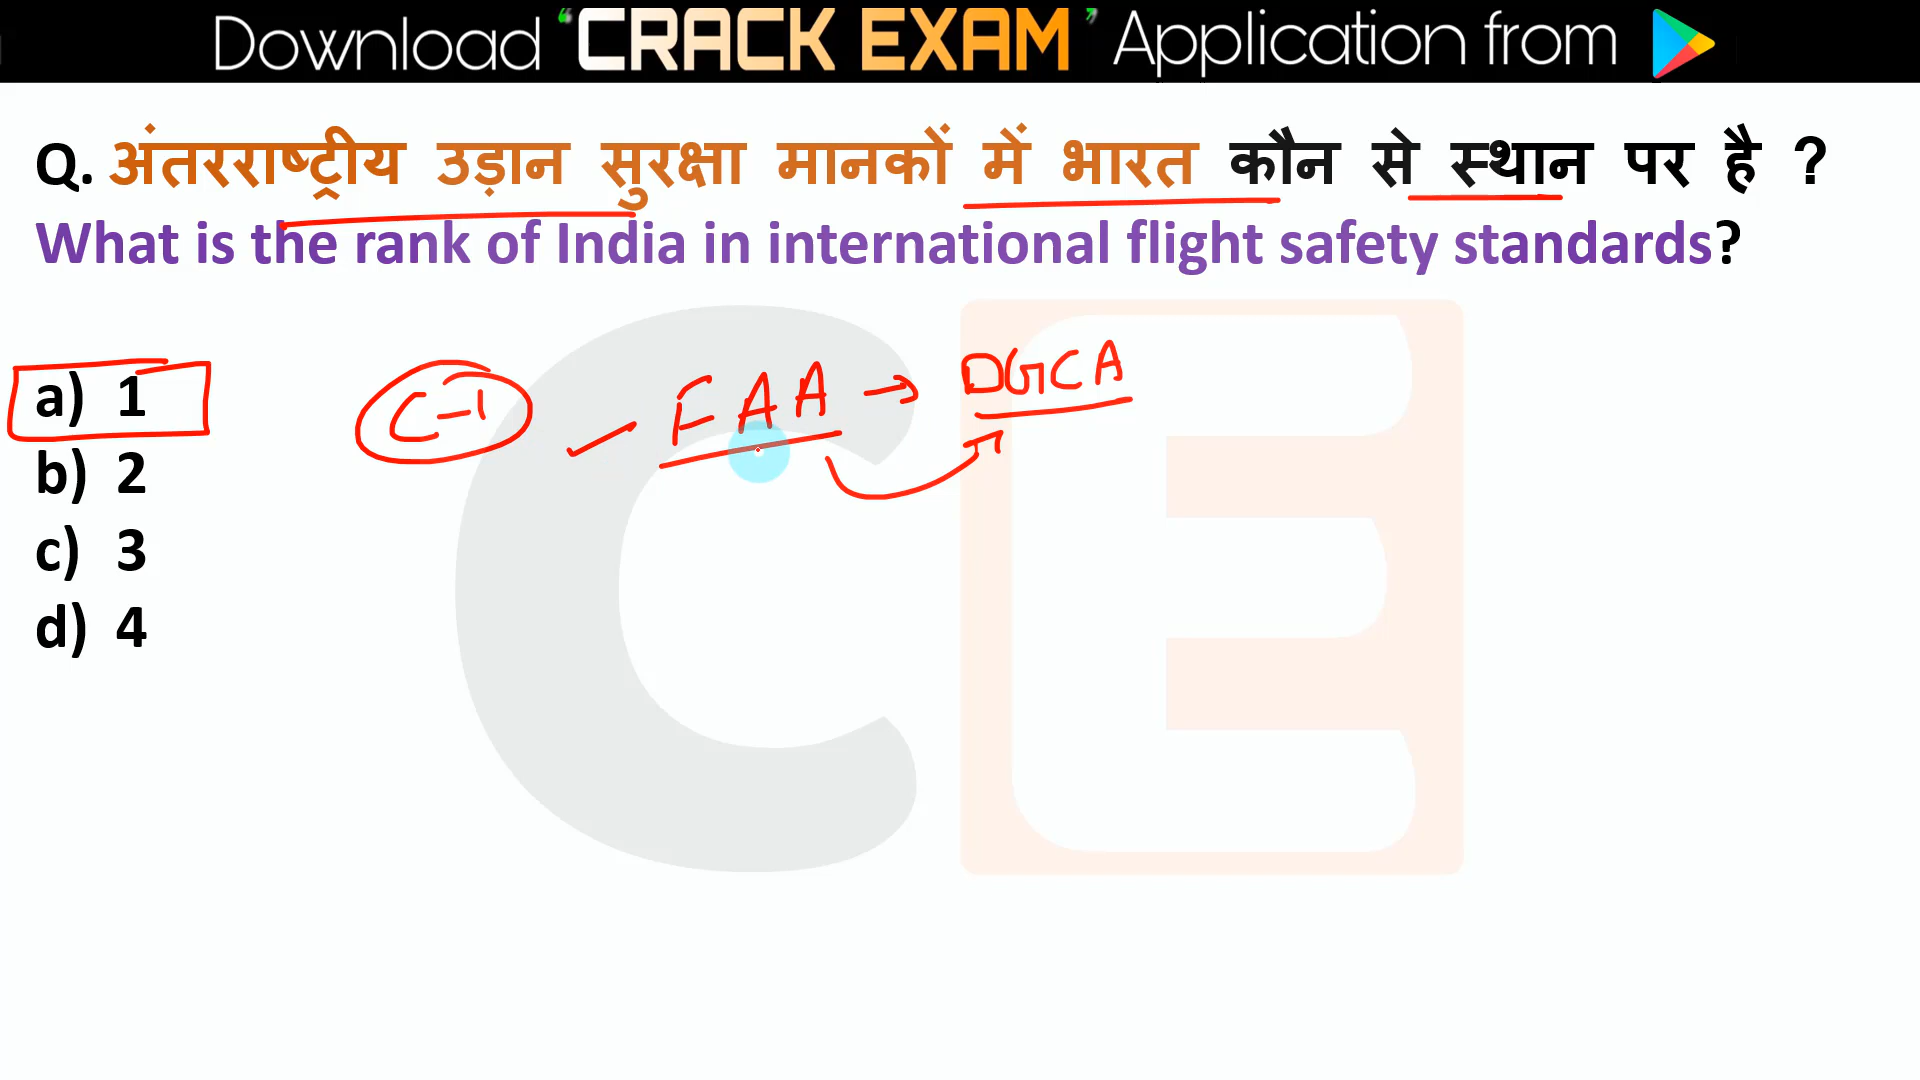 Download ‘CRACK EXAM’ Application from
Q. अंतरराष्ट्रीय उड़ान सुरक्षा मानकों में भारत कौन से स्थान पर है ?
What is the rank of India in international flight safety standards?
a) 1
C-1 - FAA → DGCA
b) 2
c) 3
d) 4
CE